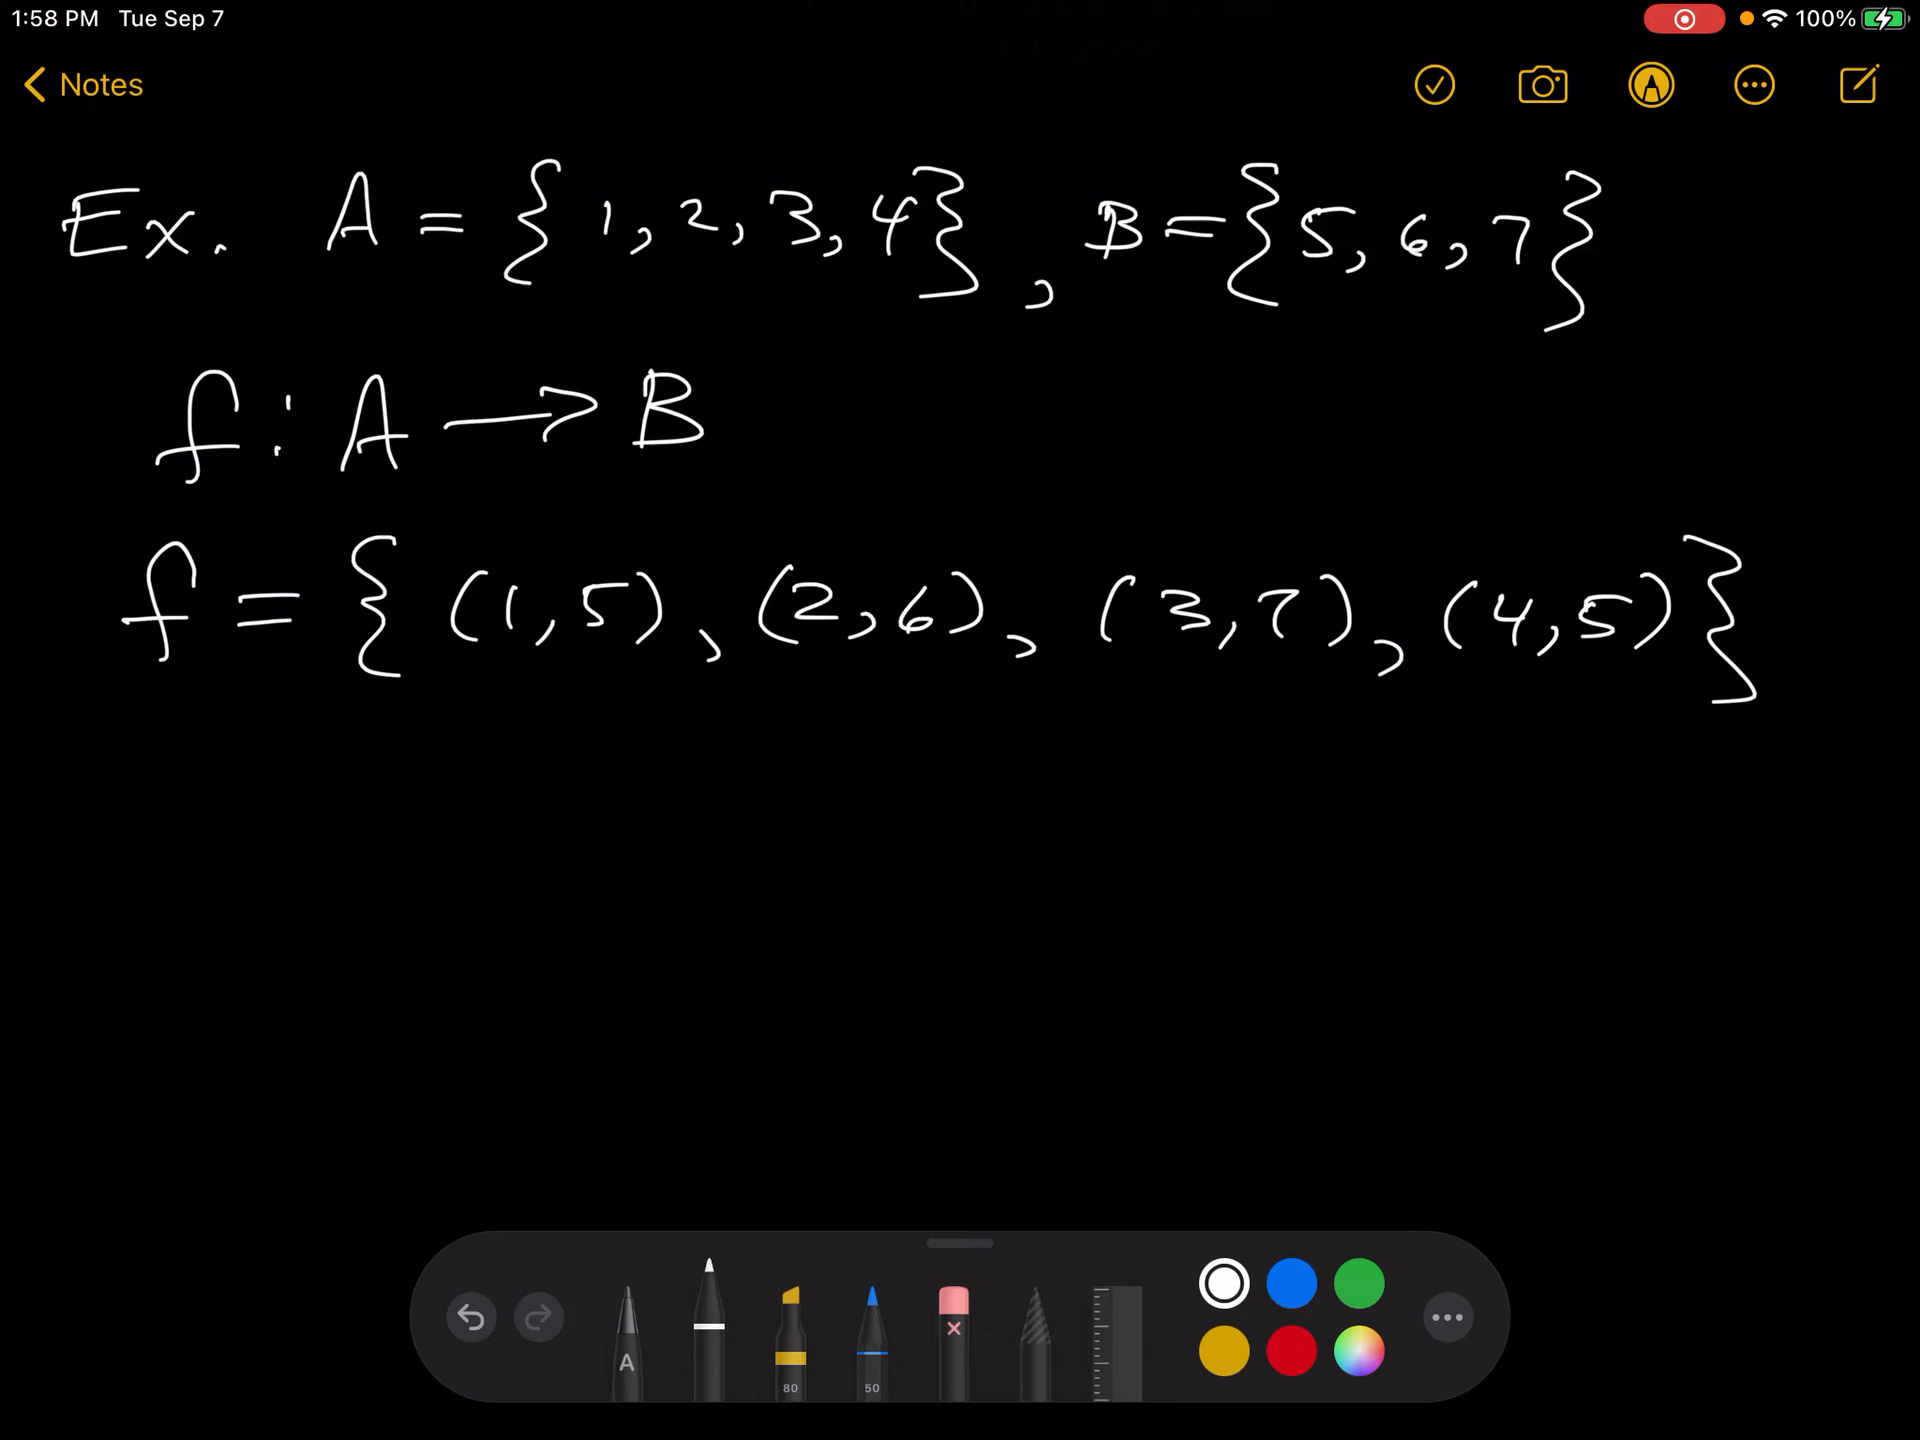 1:58 PM Tue Sep 7 100%
Notes
Ex. A = { 1, 2, 3, 4 } , B = { 5, 6, 7 }
f : A → B
f = { (1, 5) , (2, 6) , (3, 7) , (4, 5) }
A 80 50